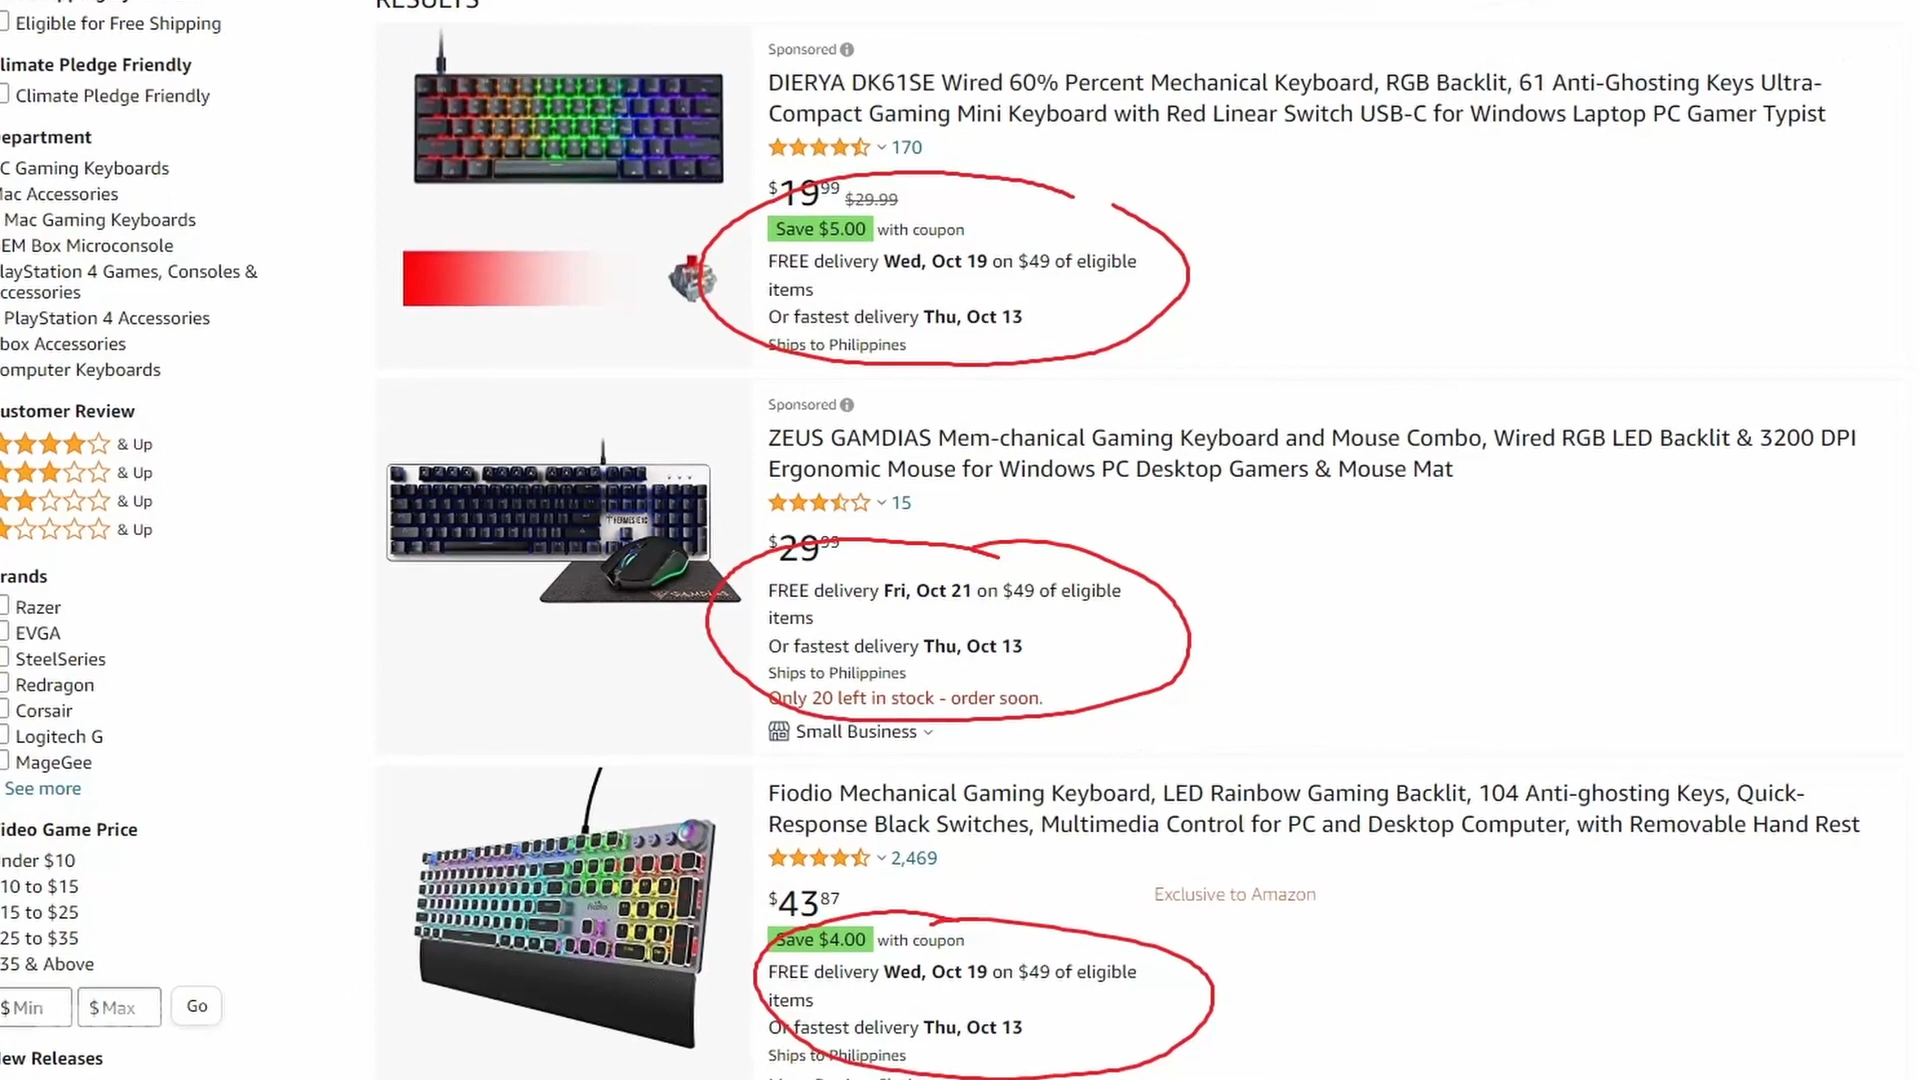 RESULTS
Eligible for Free Shipping
limate Pledge Friendly
Climate Pledge Friendly
epartment
C Gaming Keyboards
ac Accessories
Mac Gaming Keyboards
EM Box Microconsole
layStation 4 Games, Consoles &
ccessories
PlayStation 4 Accessories
box Accessories
omputer Keyboards
ustomer Review
& Up
& Up
& Up
& Up
rands
Razer
EVGA
SteelSeries
Redragon
Corsair
Logitech G
MageGee
See more
ideo Game Price
nder $10
10 to $15
15 to $25
25 to $35
35 & Above
$ Min
$ Max
Go
ew Releases
Sponsored
DIERYA DK61SE Wired 60% Percent Mechanical Keyboard, RGB Backlit, 61 Anti-Ghosting Keys Ultra-
Compact Gaming Mini Keyboard with Red Linear Switch USB-C for Windows Laptop PC Gamer Typist
170
$19.99 $29.99
Save $5.00 with coupon
FREE delivery Wed, Oct 19 on $49 of eligible
items
Or fastest delivery Thu, Oct 13
Ships to Philippines
Sponsored
ZEUS GAMDIAS Mem-chanical Gaming Keyboard and Mouse Combo, Wired RGB LED Backlit & 3200 DPI
Ergonomic Mouse for Windows PC Desktop Gamers & Mouse Mat
15
$29.99
FREE delivery Fri, Oct 21 on $49 of eligible
items
Or fastest delivery Thu, Oct 13
Ships to Philippines
Only 20 left in stock - order soon.
Small Business
Fiodio Mechanical Gaming Keyboard, LED Rainbow Gaming Backlit, 104 Anti-ghosting Keys, Quick-
Response Black Switches, Multimedia Control for PC and Desktop Computer, with Removable Hand Rest
2,469
$43.87
Exclusive to Amazon
Save $4.00 with coupon
FREE delivery Wed, Oct 19 on $49 of eligible
items
Or fastest delivery Thu, Oct 13
Ships to Philippines